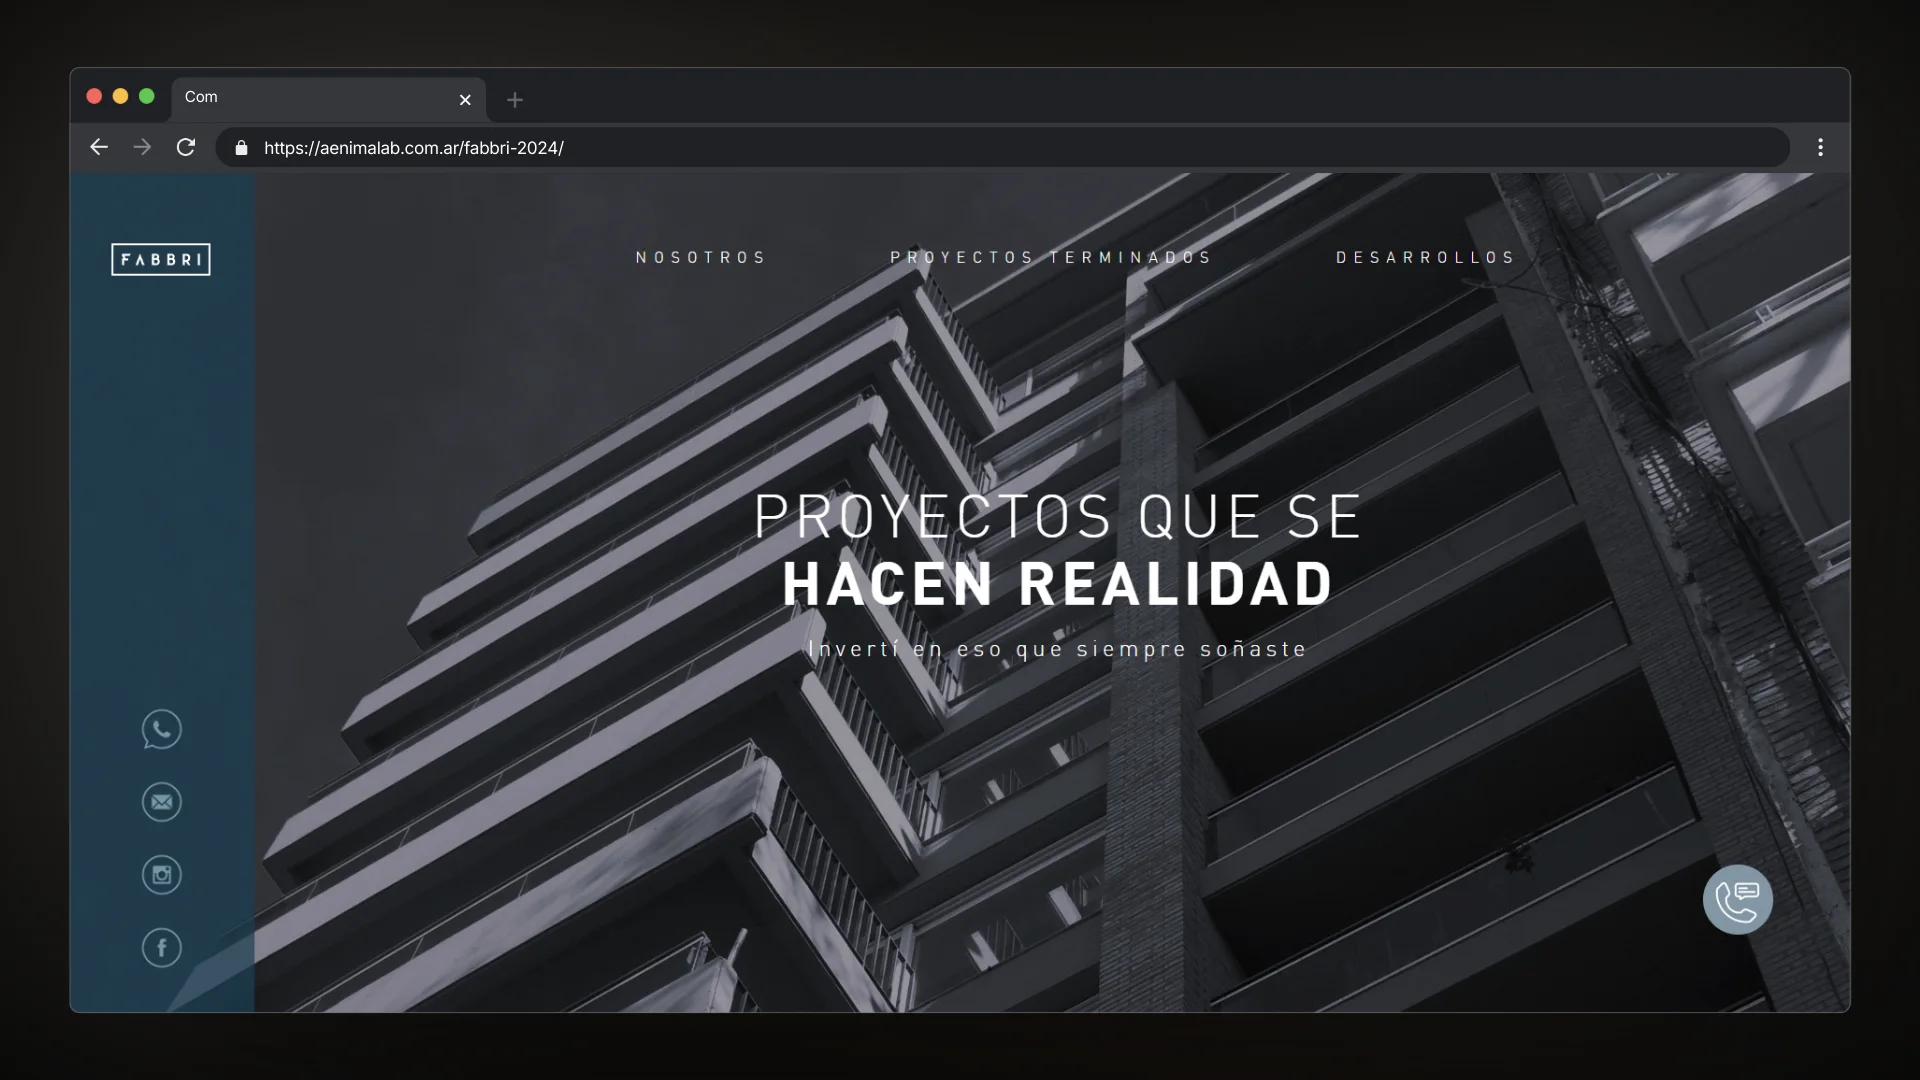 Com
https://aenimalab.com.ar/fabbri-2024/
FABBRI
NOSOTROS
PROYECTOS TERMINADOS
DESARROLLOS
PROYECTOS QUE SE
HACEN REALIDAD
Invertí en eso que siempre soñaste